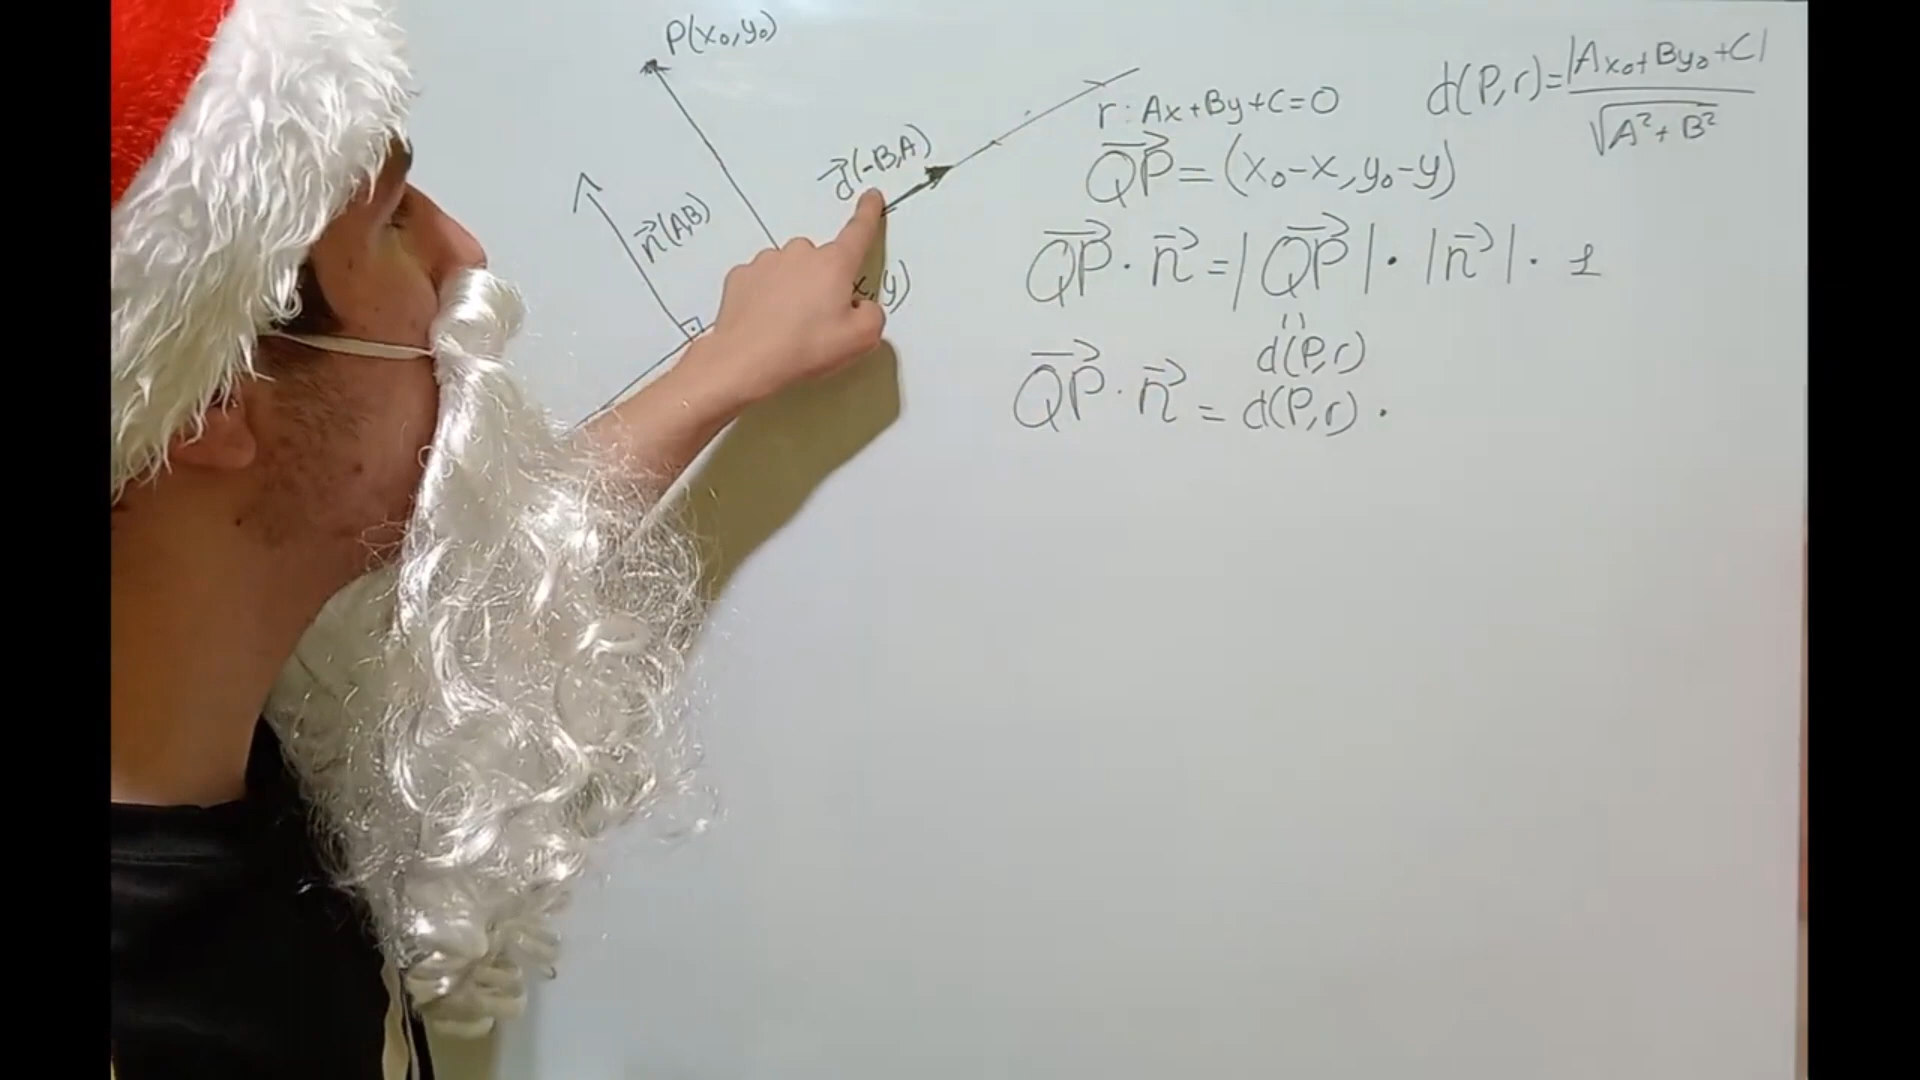 P(x₀,y₀)
d⃗(-B,A)
n⃗(A,B)
x,y)
r: Ax+By+C=0
d(P,r)=|Ax₀+By₀+C|/√A²+B²
QP⃗=(x₀-x,y₀-y)
QP⃗·n⃗=|QP⃗|·|n⃗|·1
d(P,r)
QP⃗·n⃗=d(P,r)·